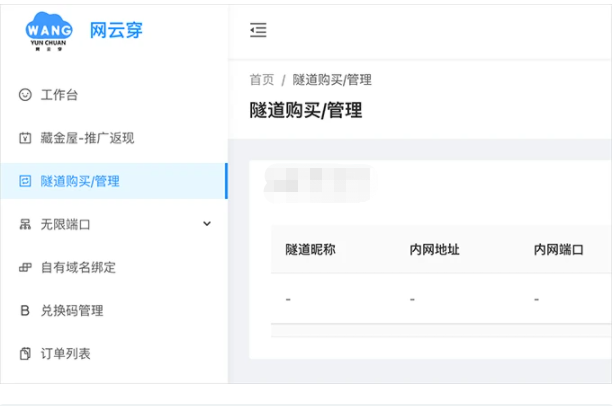 WANG
YUN CHUAN
网 云 穿
网云穿
工作台
藏金屋-推广返现
隧道购买/管理
无限端口
自有域名绑定
兑换码管理
订单列表
首页 / 隧道购买/管理
隧道购买/管理
隧道昵称 内网地址 内网端口
- - -